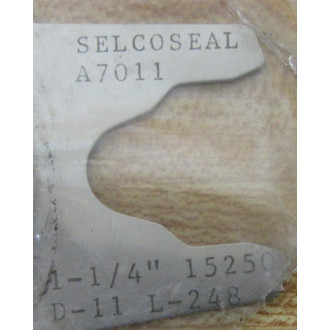 SELCOSEAL
A7011
1-1/4" 15250
D-11 L-248